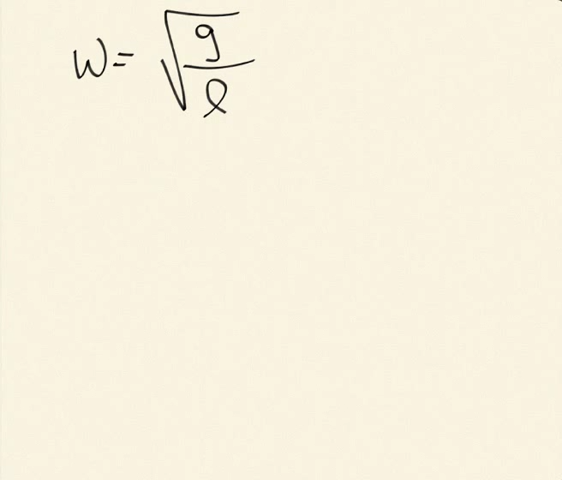 w = √(g/l)